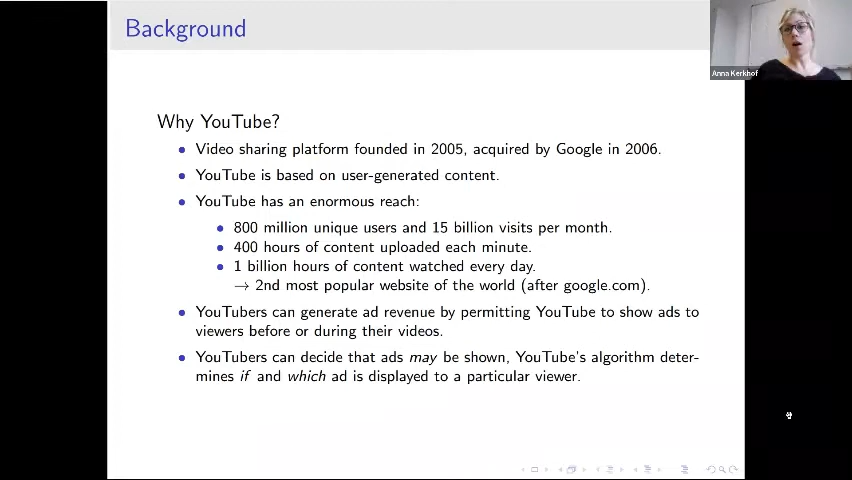 Background
Anna Kerkhof
Why YouTube?
Video sharing platform founded in 2005, acquired by Google in 2006.
YouTube is based on user-generated content.
YouTube has an enormous reach:
800 million unique users and 15 billion visits per month.
400 hours of content uploaded each minute.
1 billion hours of content watched every day.
→ 2nd most popular website of the world (after google.com).
YouTubers can generate ad revenue by permitting YouTube to show ads to
viewers before or during their videos.
YouTubers can decide that ads may be shown, YouTube's algorithm deter-
mines if and which ad is displayed to a particular viewer.